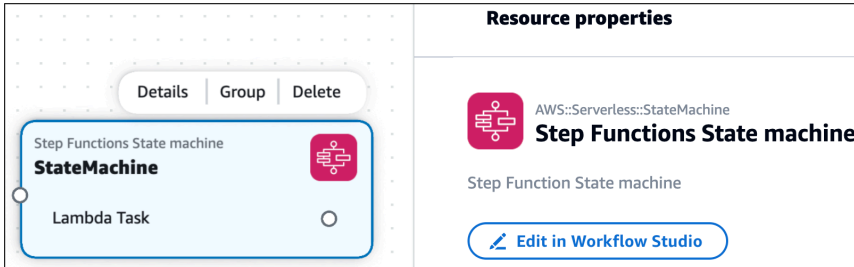 Resource properties
Details Group Delete
AWS::Serverless::StateMachine
Step Functions State machine
Step Functions State machine
StateMachine
Step Function State machine
Lambda Task
Edit in Workflow Studio